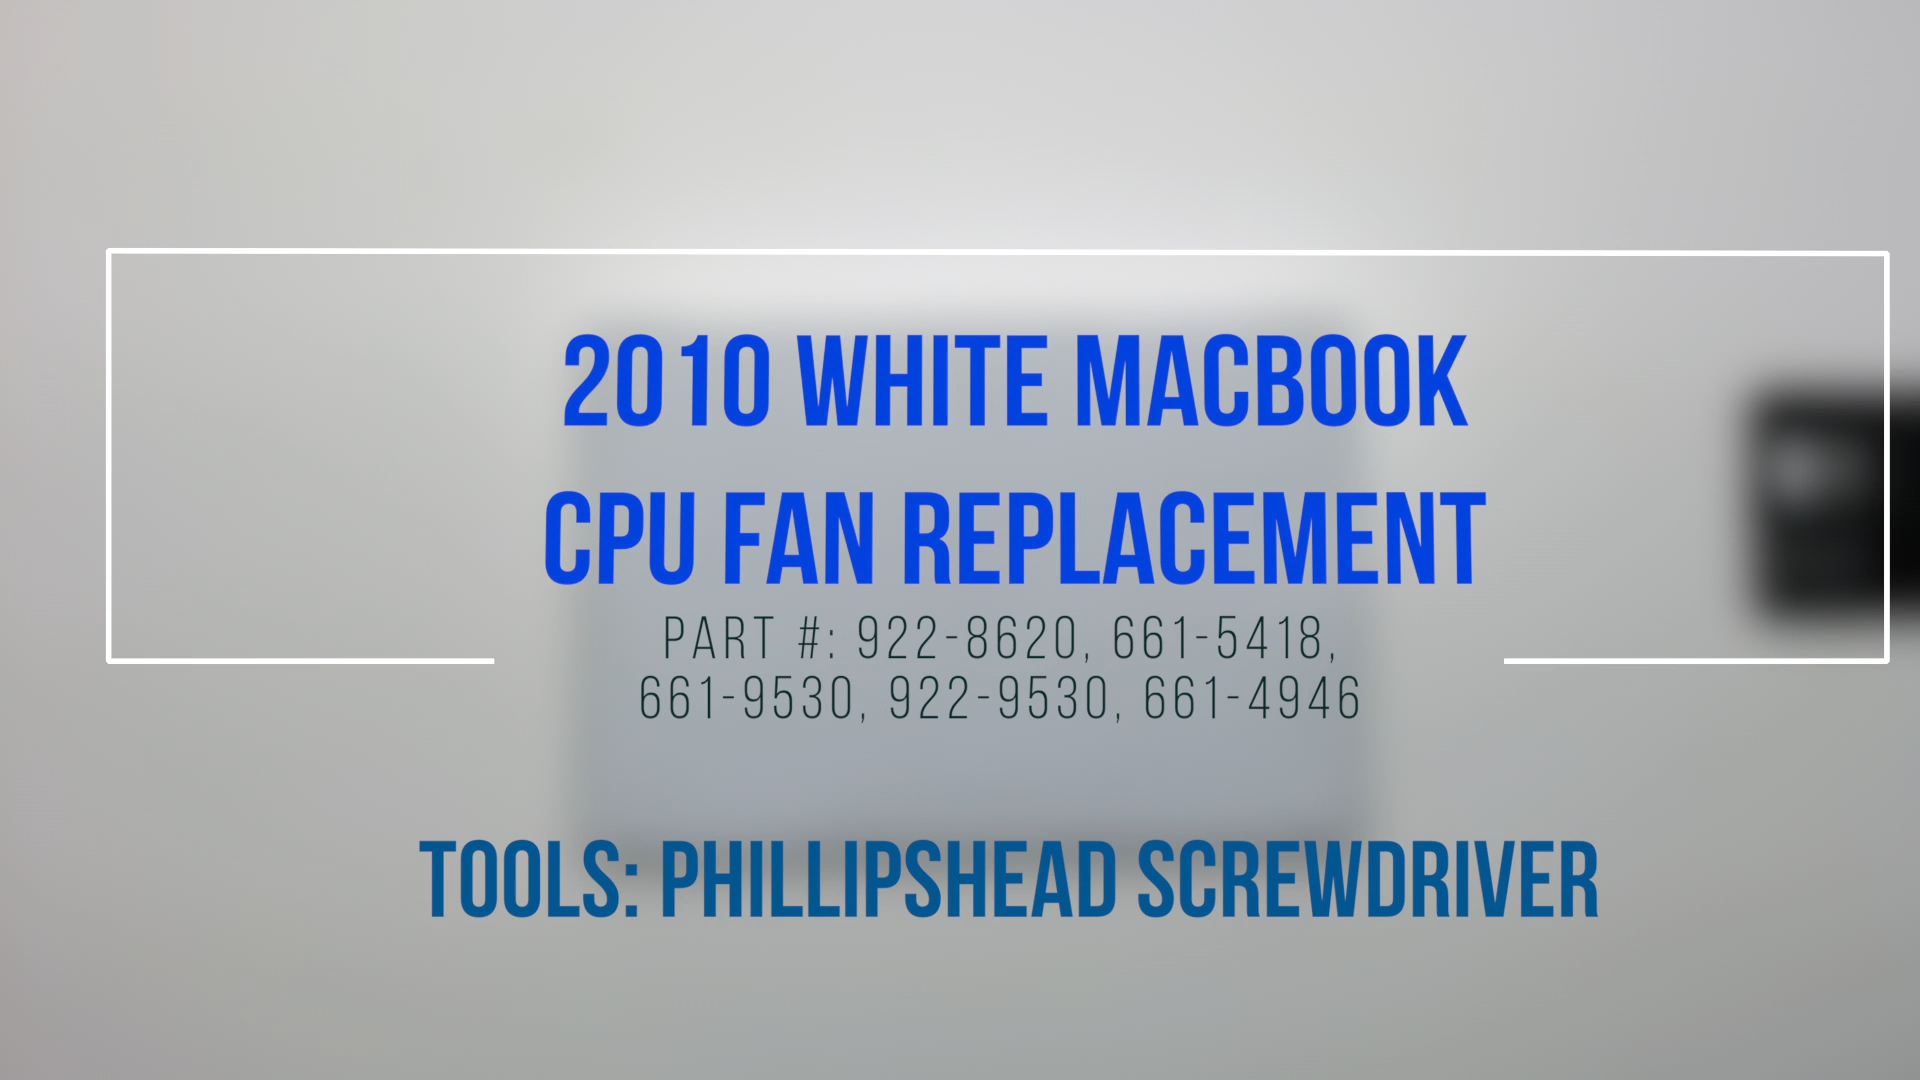 2010 WHITE MACBOOK
CPU FAN REPLACEMENT
PART #: 922-8620, 661-5418,
661-9530, 922-9530, 661-4946
TOOLS: PHILLIPSHEAD SCREWDRIVER